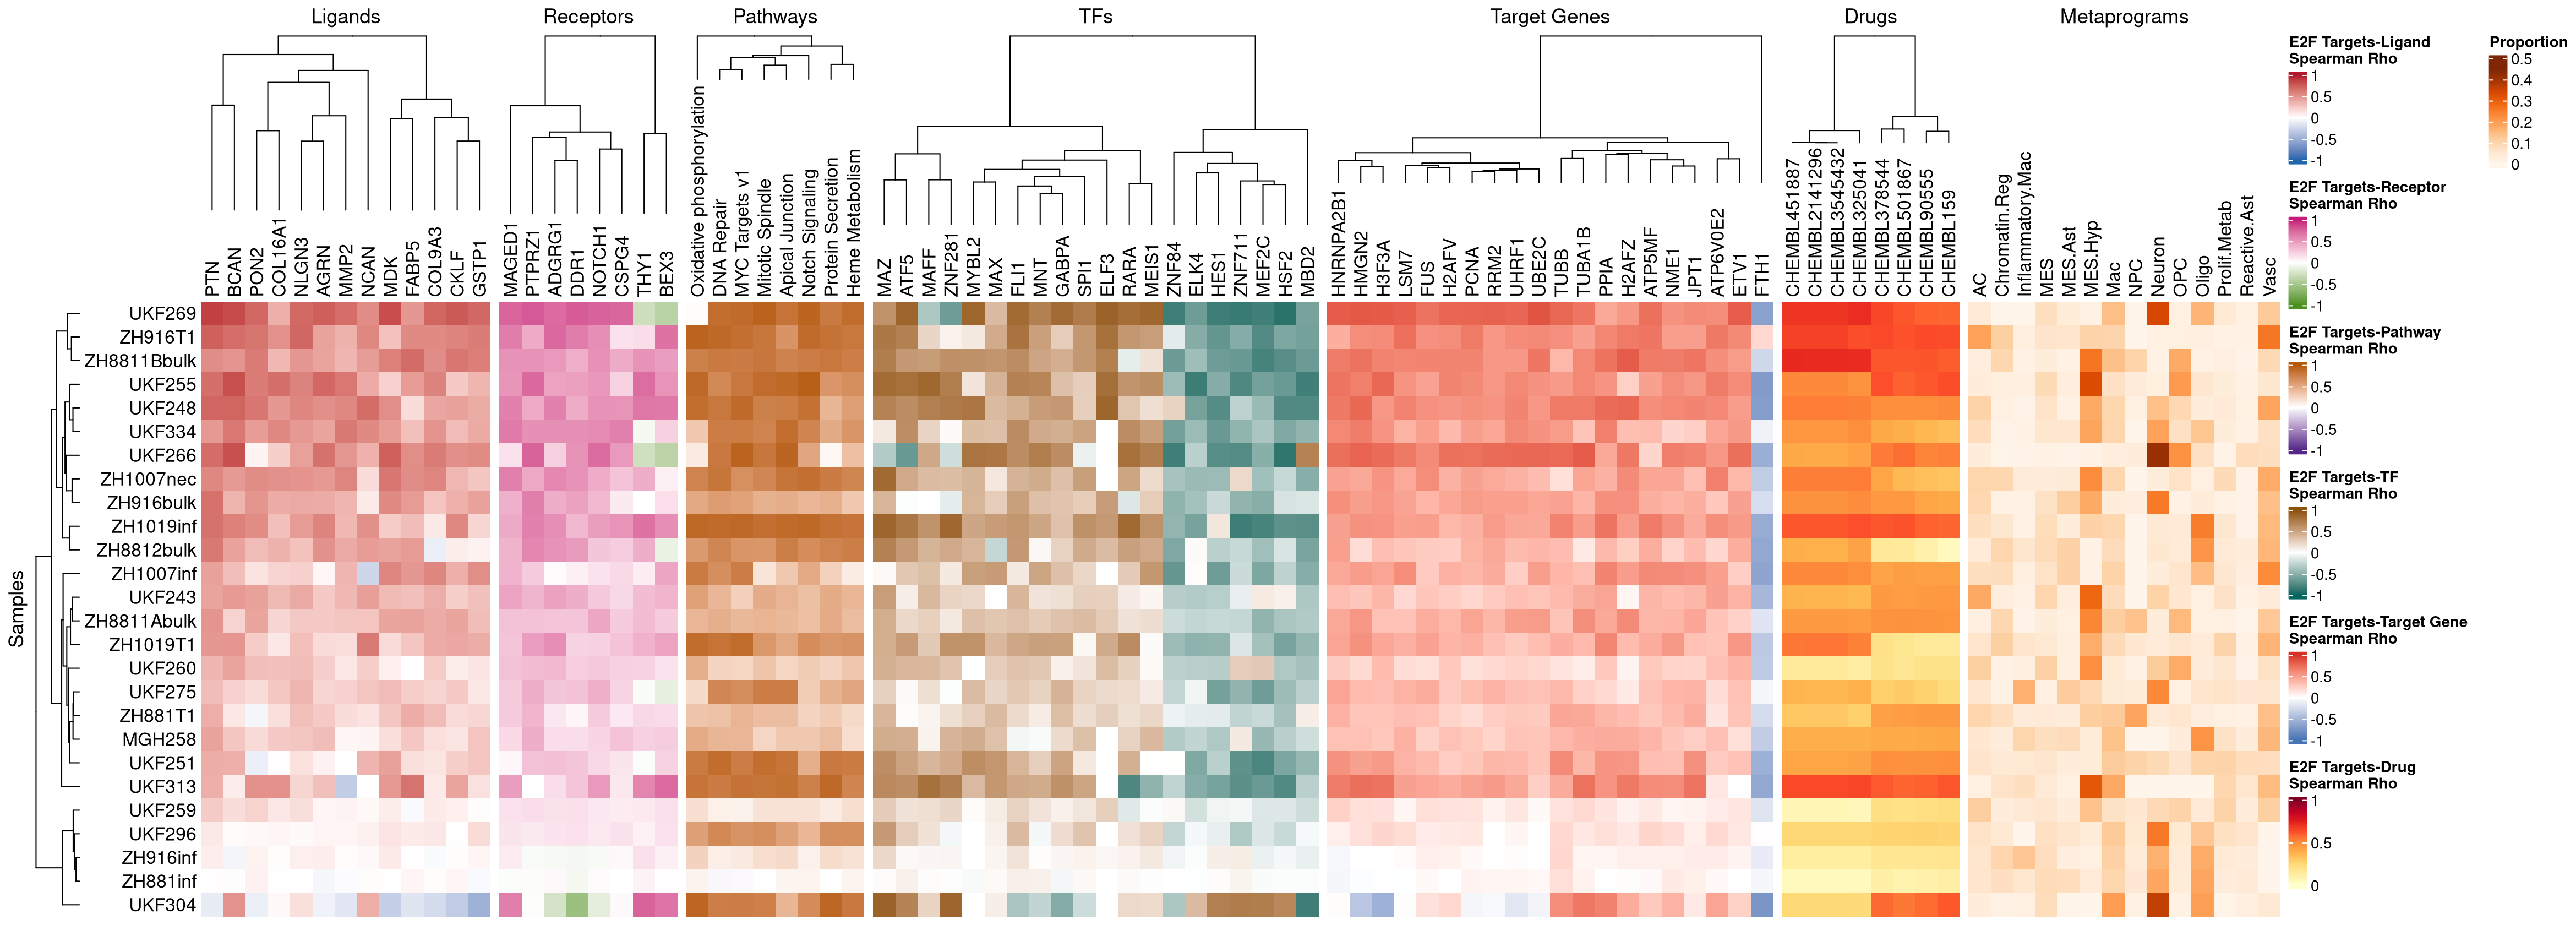 Ligands
Receptors
Pathways
TFs
Target Genes
Drugs
Metaprograms
PTN
BCAN
PON2
COL16A1
NLGN3
AGRN
MMP2
NCAN
MDK
FABP5
COL9A3
CKLF
GSTP1
MAGED1
PTPRZ1
ADGRG1
DDR1
NOTCH1
CSPG4
THY1
BEX3
Oxidative phosphorylation
DNA Repair
MYC Targets v1
Mitotic Spindle
Apical Junction
Notch Signaling
Protein Secretion
Heme Metabolism
MAZ
ATF5
MAFF
ZNF281
MYBL2
MAX
FLI1
MNT
GABPA
SPI1
ELF3
RARA
MEIS1
ZNF84
ELK4
HES1
ZNF711
MEF2C
HSF2
MBD2
HNRNPA2B1
HMGN2
H3F3A
LSM7
FUS
H2AFV
PCNA
RRM2
UHRF1
UBE2C
TUBB
TUBA1B
PPIA
H2AFZ
ATP5MF
NME1
JPT1
ATP6V0E2
ETV1
FTH1
CHEMBL451887
CHEMBL2141296
CHEMBL3545432
CHEMBL325041
CHEMBL378544
CHEMBL501867
CHEMBL90555
CHEMBL159
AC
Chromatin.Reg
Inflammatory.Mac
MES
MES.Ast
MES.Hyp
Mac
NPC
Neuron
OPC
Oligo
Prolif.Metab
Reactive.Ast
Vasc
Samples
UKF269
ZH916T1
ZH8811Bbulk
UKF255
UKF248
UKF334
UKF266
ZH1007nec
ZH916bulk
ZH1019inf
ZH8812bulk
ZH1007inf
UKF243
ZH8811Abulk
ZH1019T1
UKF260
UKF275
ZH881T1
MGH258
UKF251
UKF313
UKF259
UKF296
ZH916inf
ZH881inf
UKF304
E2F Targets-Ligand
Spearman Rho
1
0.5
0
-0.5
-1
E2F Targets-Receptor
Spearman Rho
1
0.5
0
-0.5
-1
E2F Targets-Pathway
Spearman Rho
1
0.5
0
-0.5
-1
E2F Targets-TF
Spearman Rho
1
0.5
0
-0.5
-1
E2F Targets-Target Gene
Spearman Rho
1
0.5
0
-0.5
-1
E2F Targets-Drug
Spearman Rho
1
0.5
0
Proportion
0.5
0.4
0.3
0.2
0.1
0